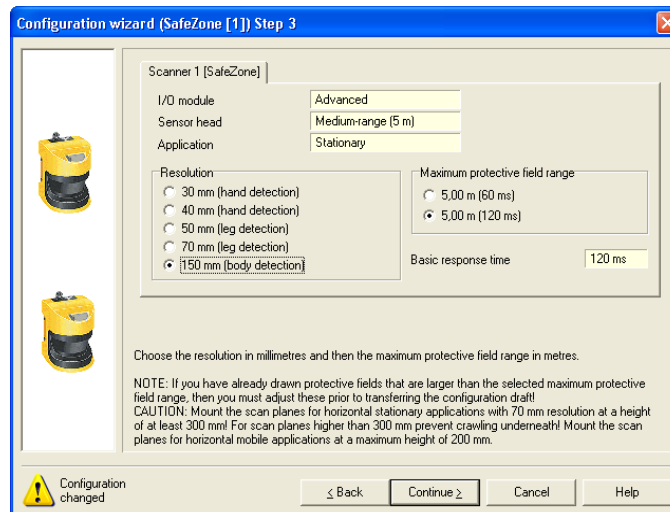 Configuration wizard (SafeZone [1]) Step 3
Scanner 1 [SafeZone]
I/O module
Advanced
Sensor head
Medium-range (5 m)
Application
Stationary
Resolution
30 mm (hand detection)
40 mm (hand detection)
50 mm (leg detection)
70 mm (leg detection)
150 mm (body detection)
Maximum protective field range
5,00 m (60 ms)
5,00 m (120 ms)
Basic response time
120 ms
Choose the resolution in millimetres and then the maximum protective field range in metres.
NOTE: If you have already drawn protective fields that are larger than the selected maximum protective
field range, then you must adjust these prior to transferring the configuration draft!
CAUTION: Mount the scan planes for horizontal stationary applications with 70 mm resolution at a height
of at least 300 mm! For scan planes higher than 300 mm prevent crawling underneath! Mount the scan
planes for horizontal mobile applications at a maximum height of 200 mm.
Configuration
changed
< Back
Continue >
Cancel
Help